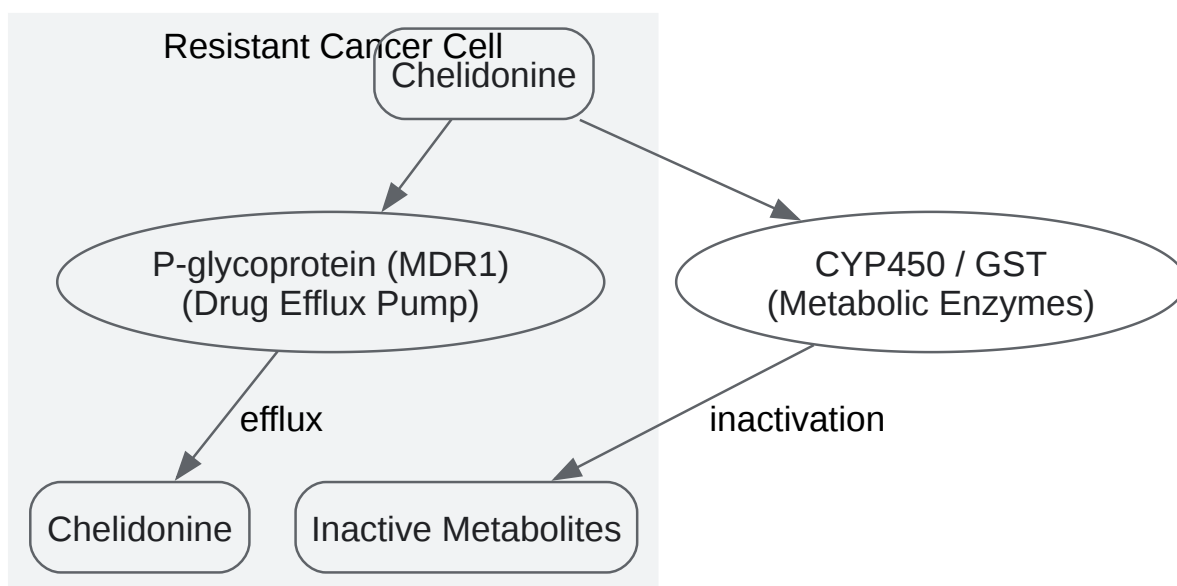 Resistant Cancer Cell
Chelidonine
P-glycoprotein (MDR1)
(Drug Efflux Pump)
CYP450 / GST
(Metabolic Enzymes)
efflux
inactivation
Chelidonine
Inactive Metabolites